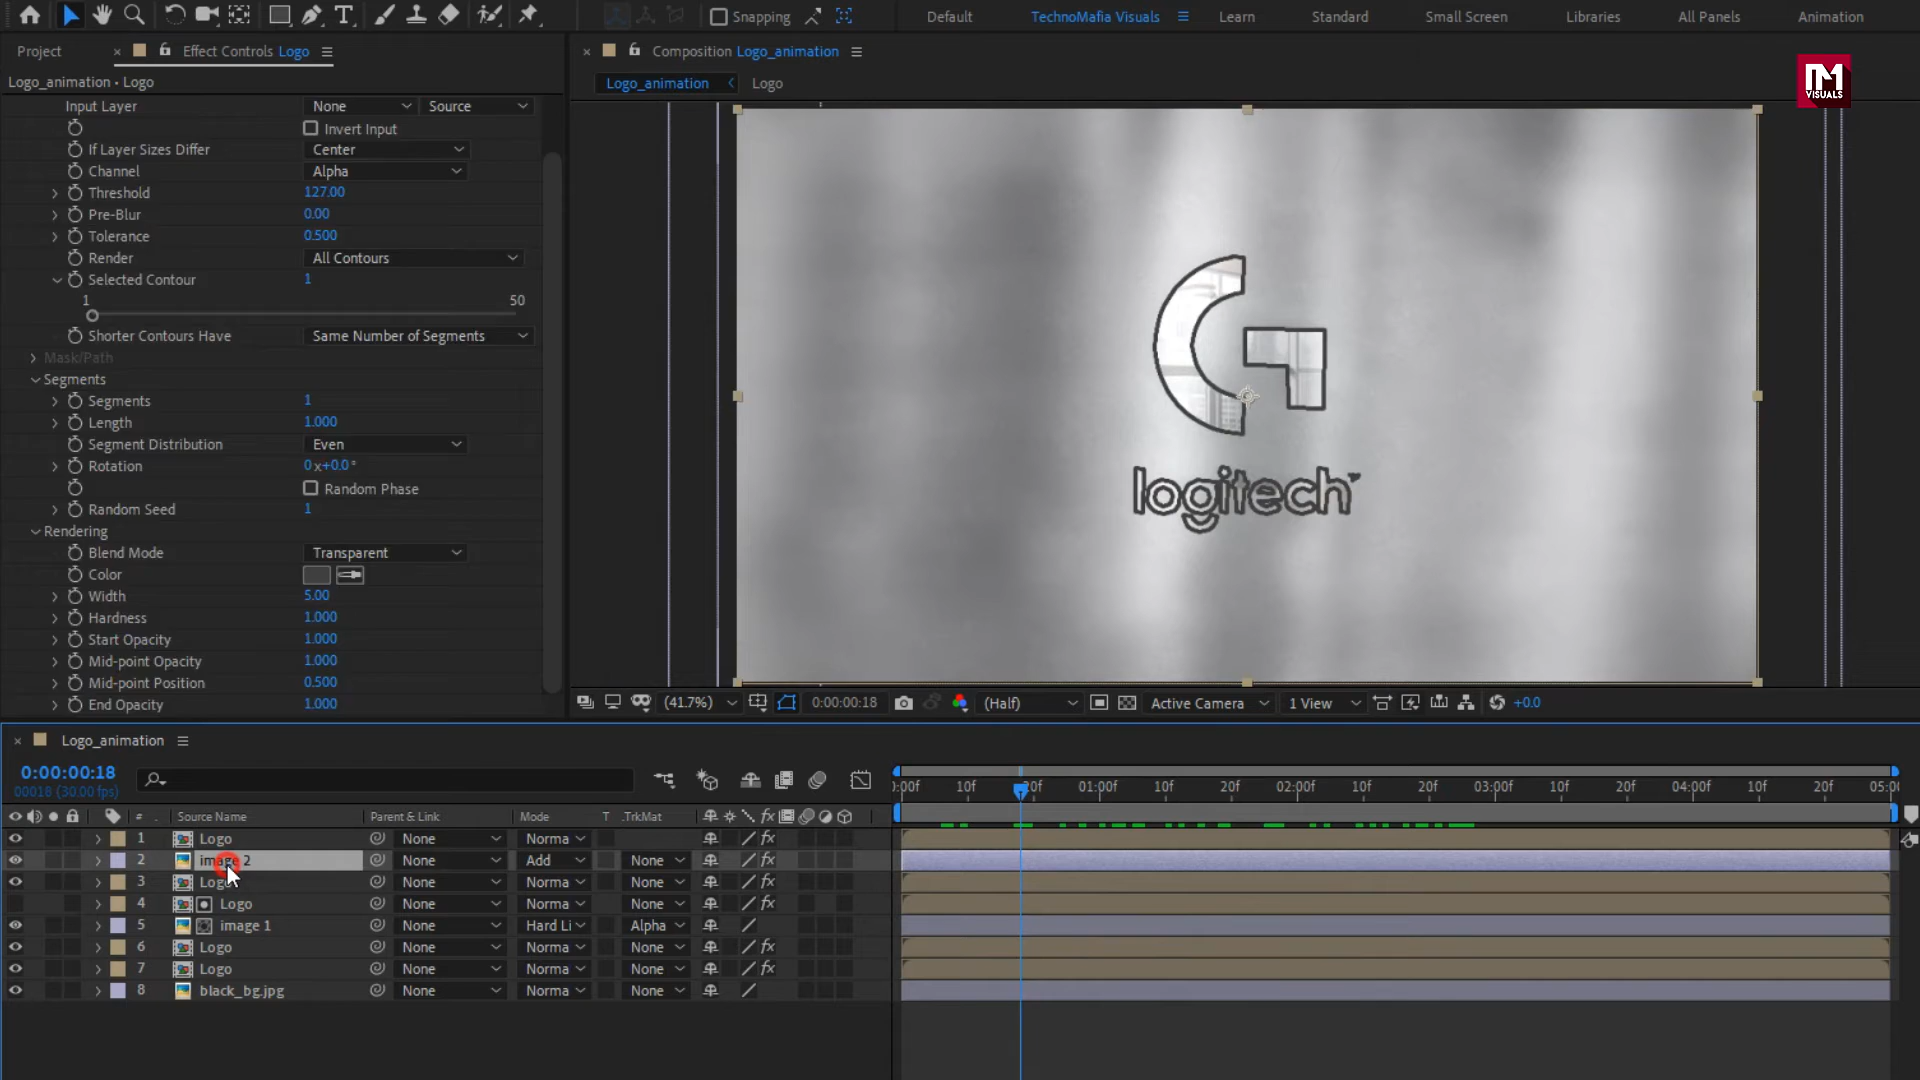 Snapping
Default
TechnoMafia Visuals
Learn
Standard
Small Screen
Libraries
All Panels
Animation
Project
Effect Controls Logo
Composition Logo_animation
Logo_animation • Logo
Logo_animation
Logo
M
VISUALS
Input Layer None Source
Invert Input
If Layer Sizes Differ Center
Channel Alpha
Threshold 127.00
Pre-Blur 0.00
Tolerance 0.500
Render All Contours
Selected Contour 1
1 50
Shorter Contours Have Same Number of Segments
Mask/Path
Segments
Segments 1
Length 1.000
Segment Distribution Even
Rotation 0x+0.0°
Random Phase
Random Seed 1
Rendering
Blend Mode Transparent
Color
Width 5.00
Hardness 1.000
Start Opacity 1.000
Mid-point Opacity 1.000
Mid-point Position 0.500
End Opacity 1.000
logitech
(41.7%) 0:00:00:18 (Half) Active Camera 1 View +0.0
Logo_animation
0:00:00:18
00018 (30.00 fps)
):00f 10f 20f 01:00f 10f 20f 02:00f 10f 20f 03:00f 10f 20f 04:00f 10f 20f 05:00
# Source Name Parent & Link Mode T .TrkMat fx
1 Logo None Norma fx
2 image 2 None Add None fx
3 Logo None Norma None fx
4 Logo None Norma None fx
5 image 1 None Hard Li Alpha
6 Logo None Norma None fx
7 Logo None Norma None fx
8 black_bg.jpg None Norma None